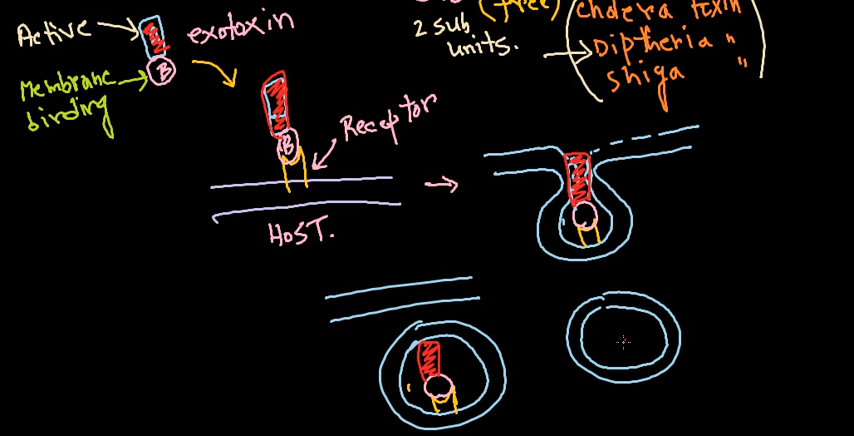 Active
exotoxin
Membrane
binding
B
2 sub (free)
units.
Cholera toxin
Diptheria "
shiga "
B
Receptor
HOST.